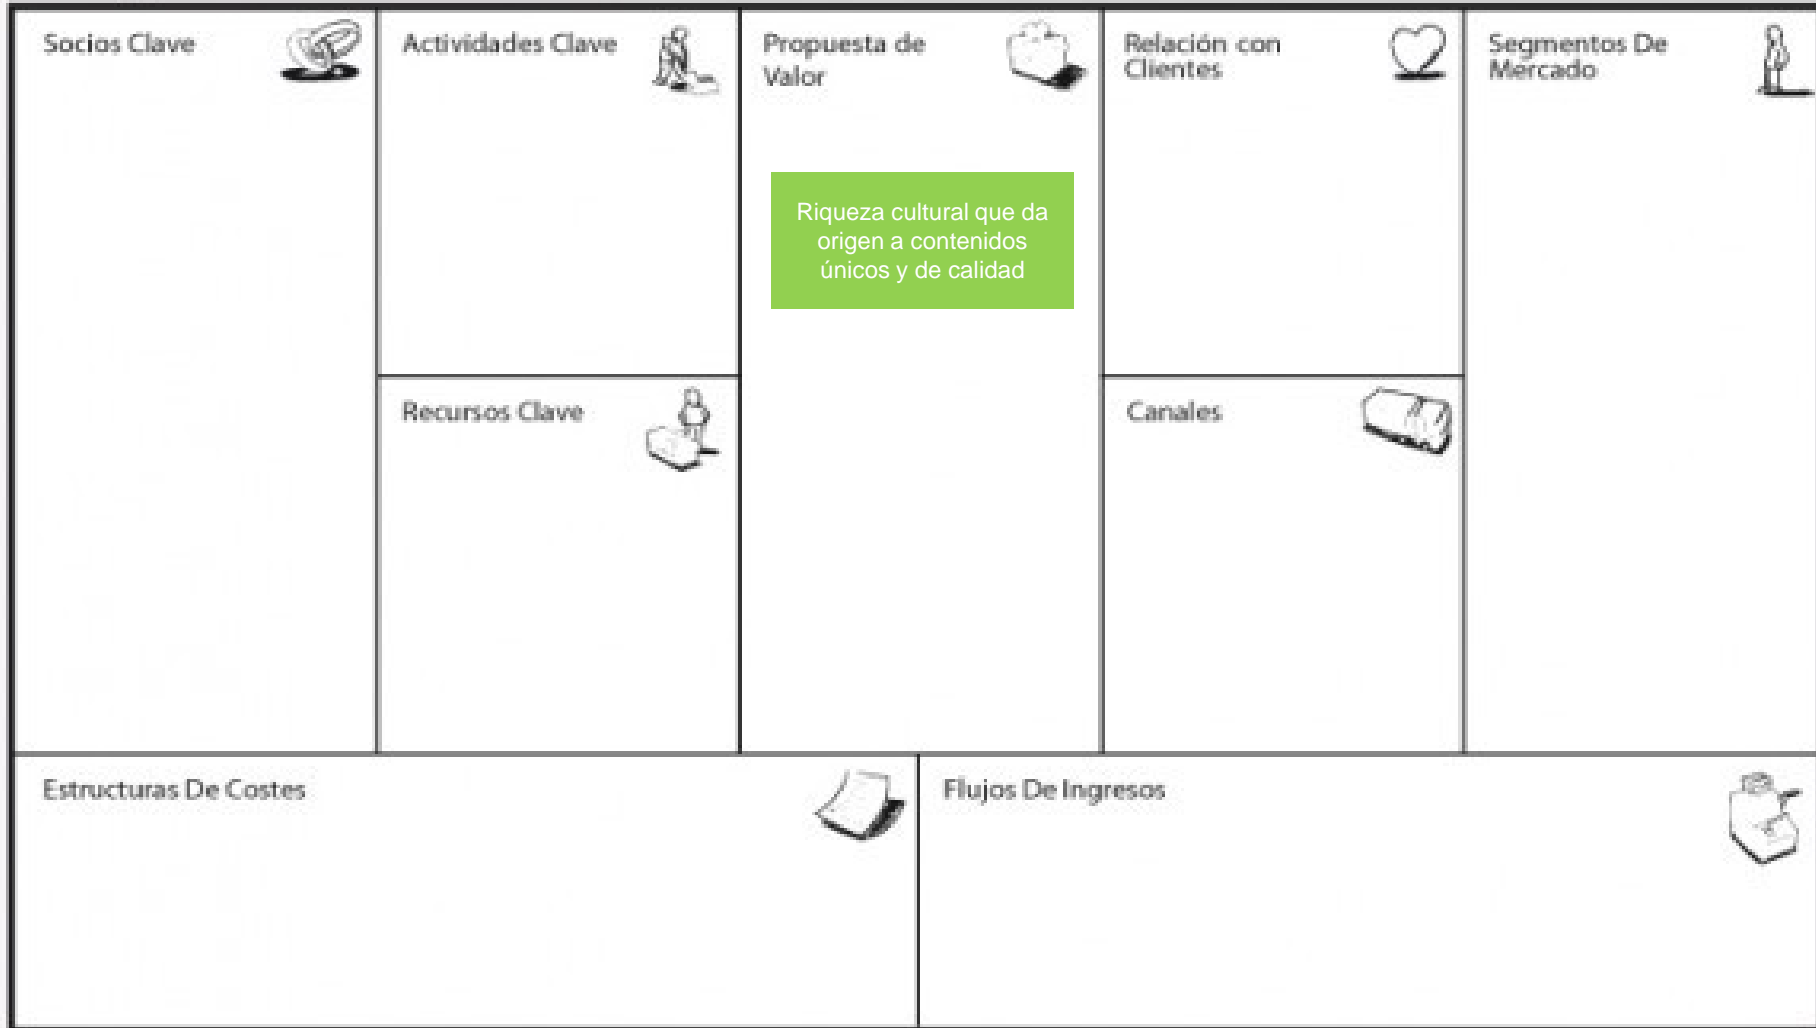 Socios Clave
Actividades Clave
Propuesta de
Valor
Riqueza cultural que da
origen a contenidos
únicos y de calidad
Relación con
Clientes
Segmentos De
Mercado
Recursos Clave
Canales
Estructuras De Costes
Flujos De Ingresos